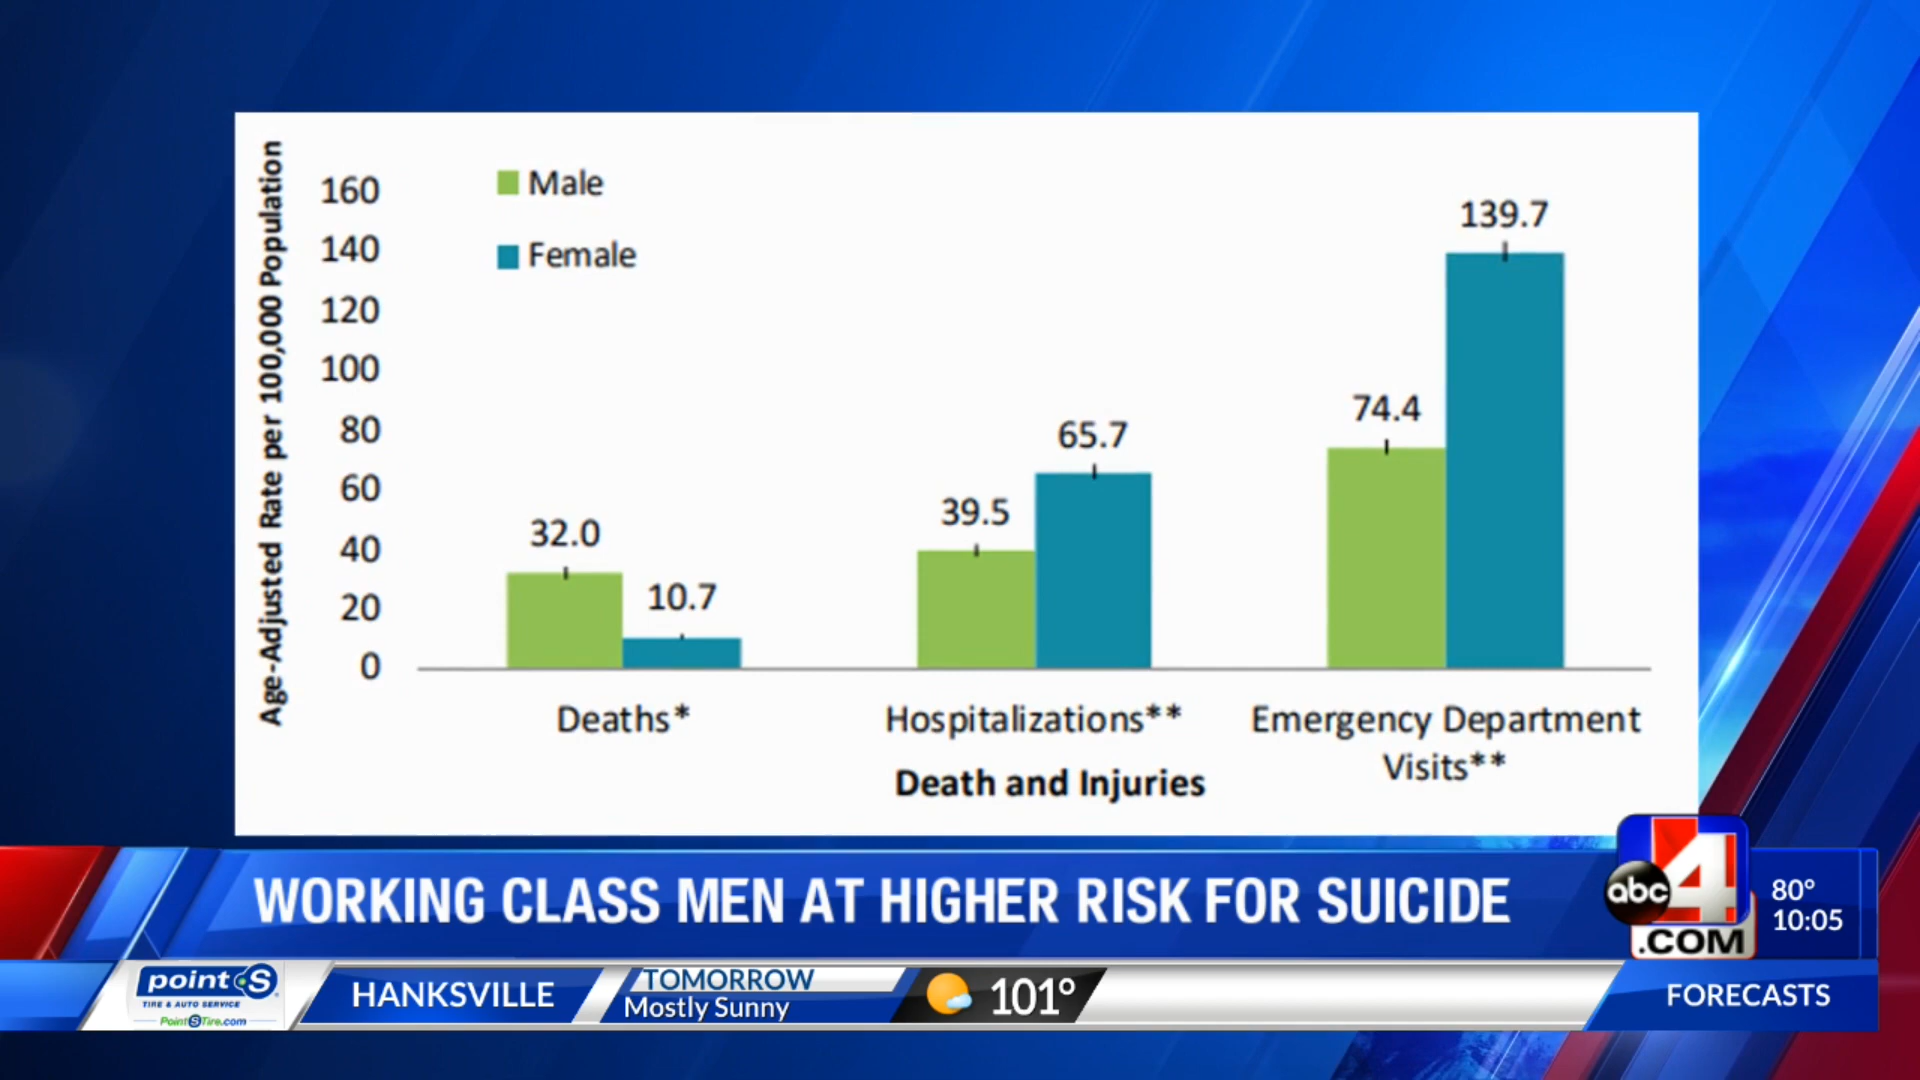 Age-Adjusted Rate per 100,000 Population
160
140
120
100
80
60
40
20
0
Male
Female
32.0
10.7
39.5
65.7
74.4
139.7
Deaths*
Hospitalizations**
Emergency Department
Visits**
Death and Injuries
WORKING CLASS MEN AT HIGHER RISK FOR SUICIDE
abc 4
.COM
80°
10:05
point S
TIRE & AUTO SERVICE
PointSTire.com
HANKSVILLE
TOMORROW
Mostly Sunny
101°
FORECASTS